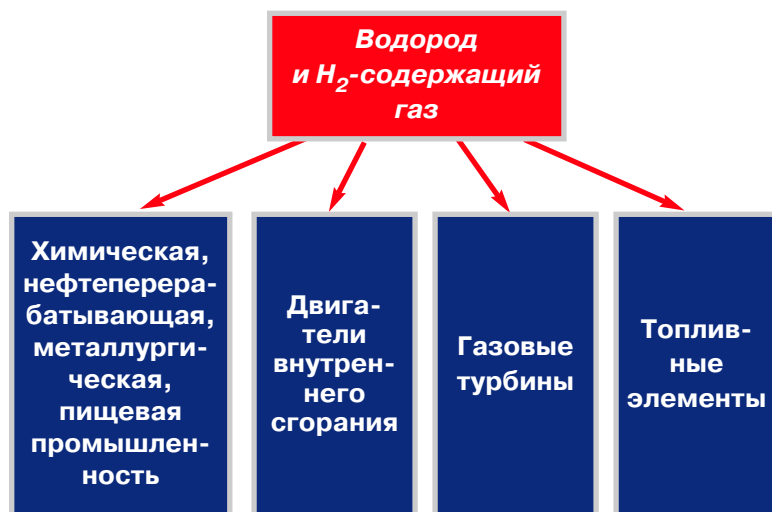 Водород
и H2-содержащий
газ
Химическая,
нефтеперера-
батывающая,
металлурги-
ческая,
пищевая
промышлен-
ность
Двига-
тели
внутрен-
него
сгорания
Газовые
турбины
Топлив-
ные
элементы